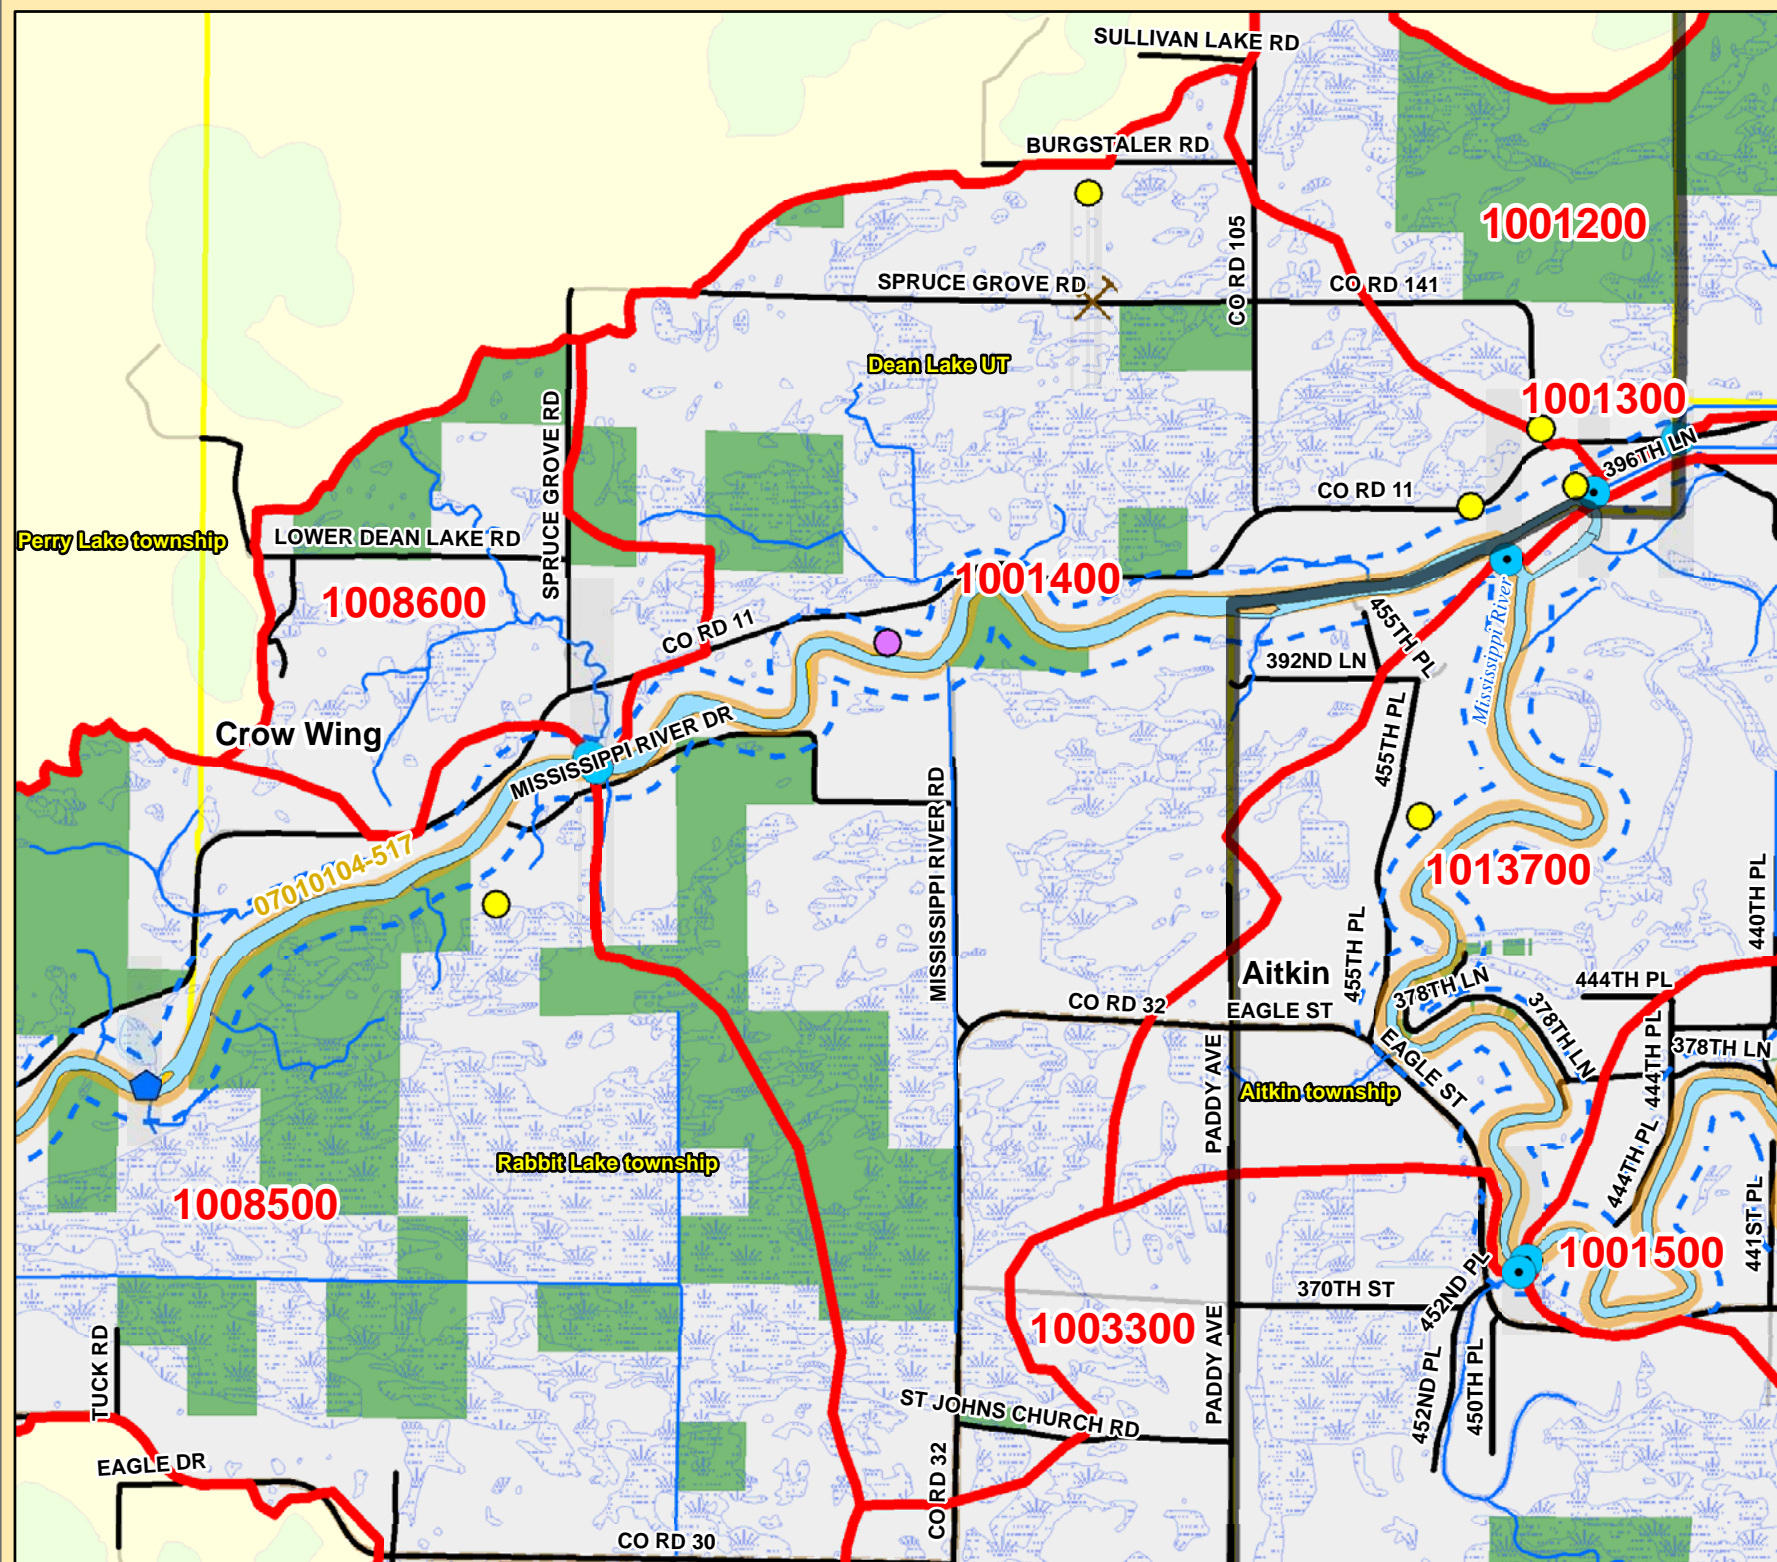 SULLIVAN LAKE RD
BURGSTALER RD
1001200
CO RD 105
SPRUCE GROVE RD
CO RD 141
Dean Lake UT
1001300
SPRUCE GROVE RD
396TH LN
CO RD 11
LOWER DEAN LAKE RD
Perry Lake township
1001400
1008600
455TH PL
CO RD 11
392ND LN
Mississippi River
Crow Wing
MISSISSIPPI RIVER DR
455TH PL
MISSISSIPPI RIVER RD
07010104-517
1013700
440TH PL
455TH PL
Aitkin
378TH LN
444TH PL
CO RD 32
EAGLE ST
378TH LN
EAGLE ST
444TH PL
378TH LN
PADDY AVE
Aitkin township
Rabbit Lake township
444TH PL
441ST PL
1008500
1001500
452ND PL
370TH ST
1003300
TUCK RD
PADDY AVE
452ND PL
450TH PL
ST JOHNS CHURCH RD
EAGLE DR
CO RD 32
CO RD 30